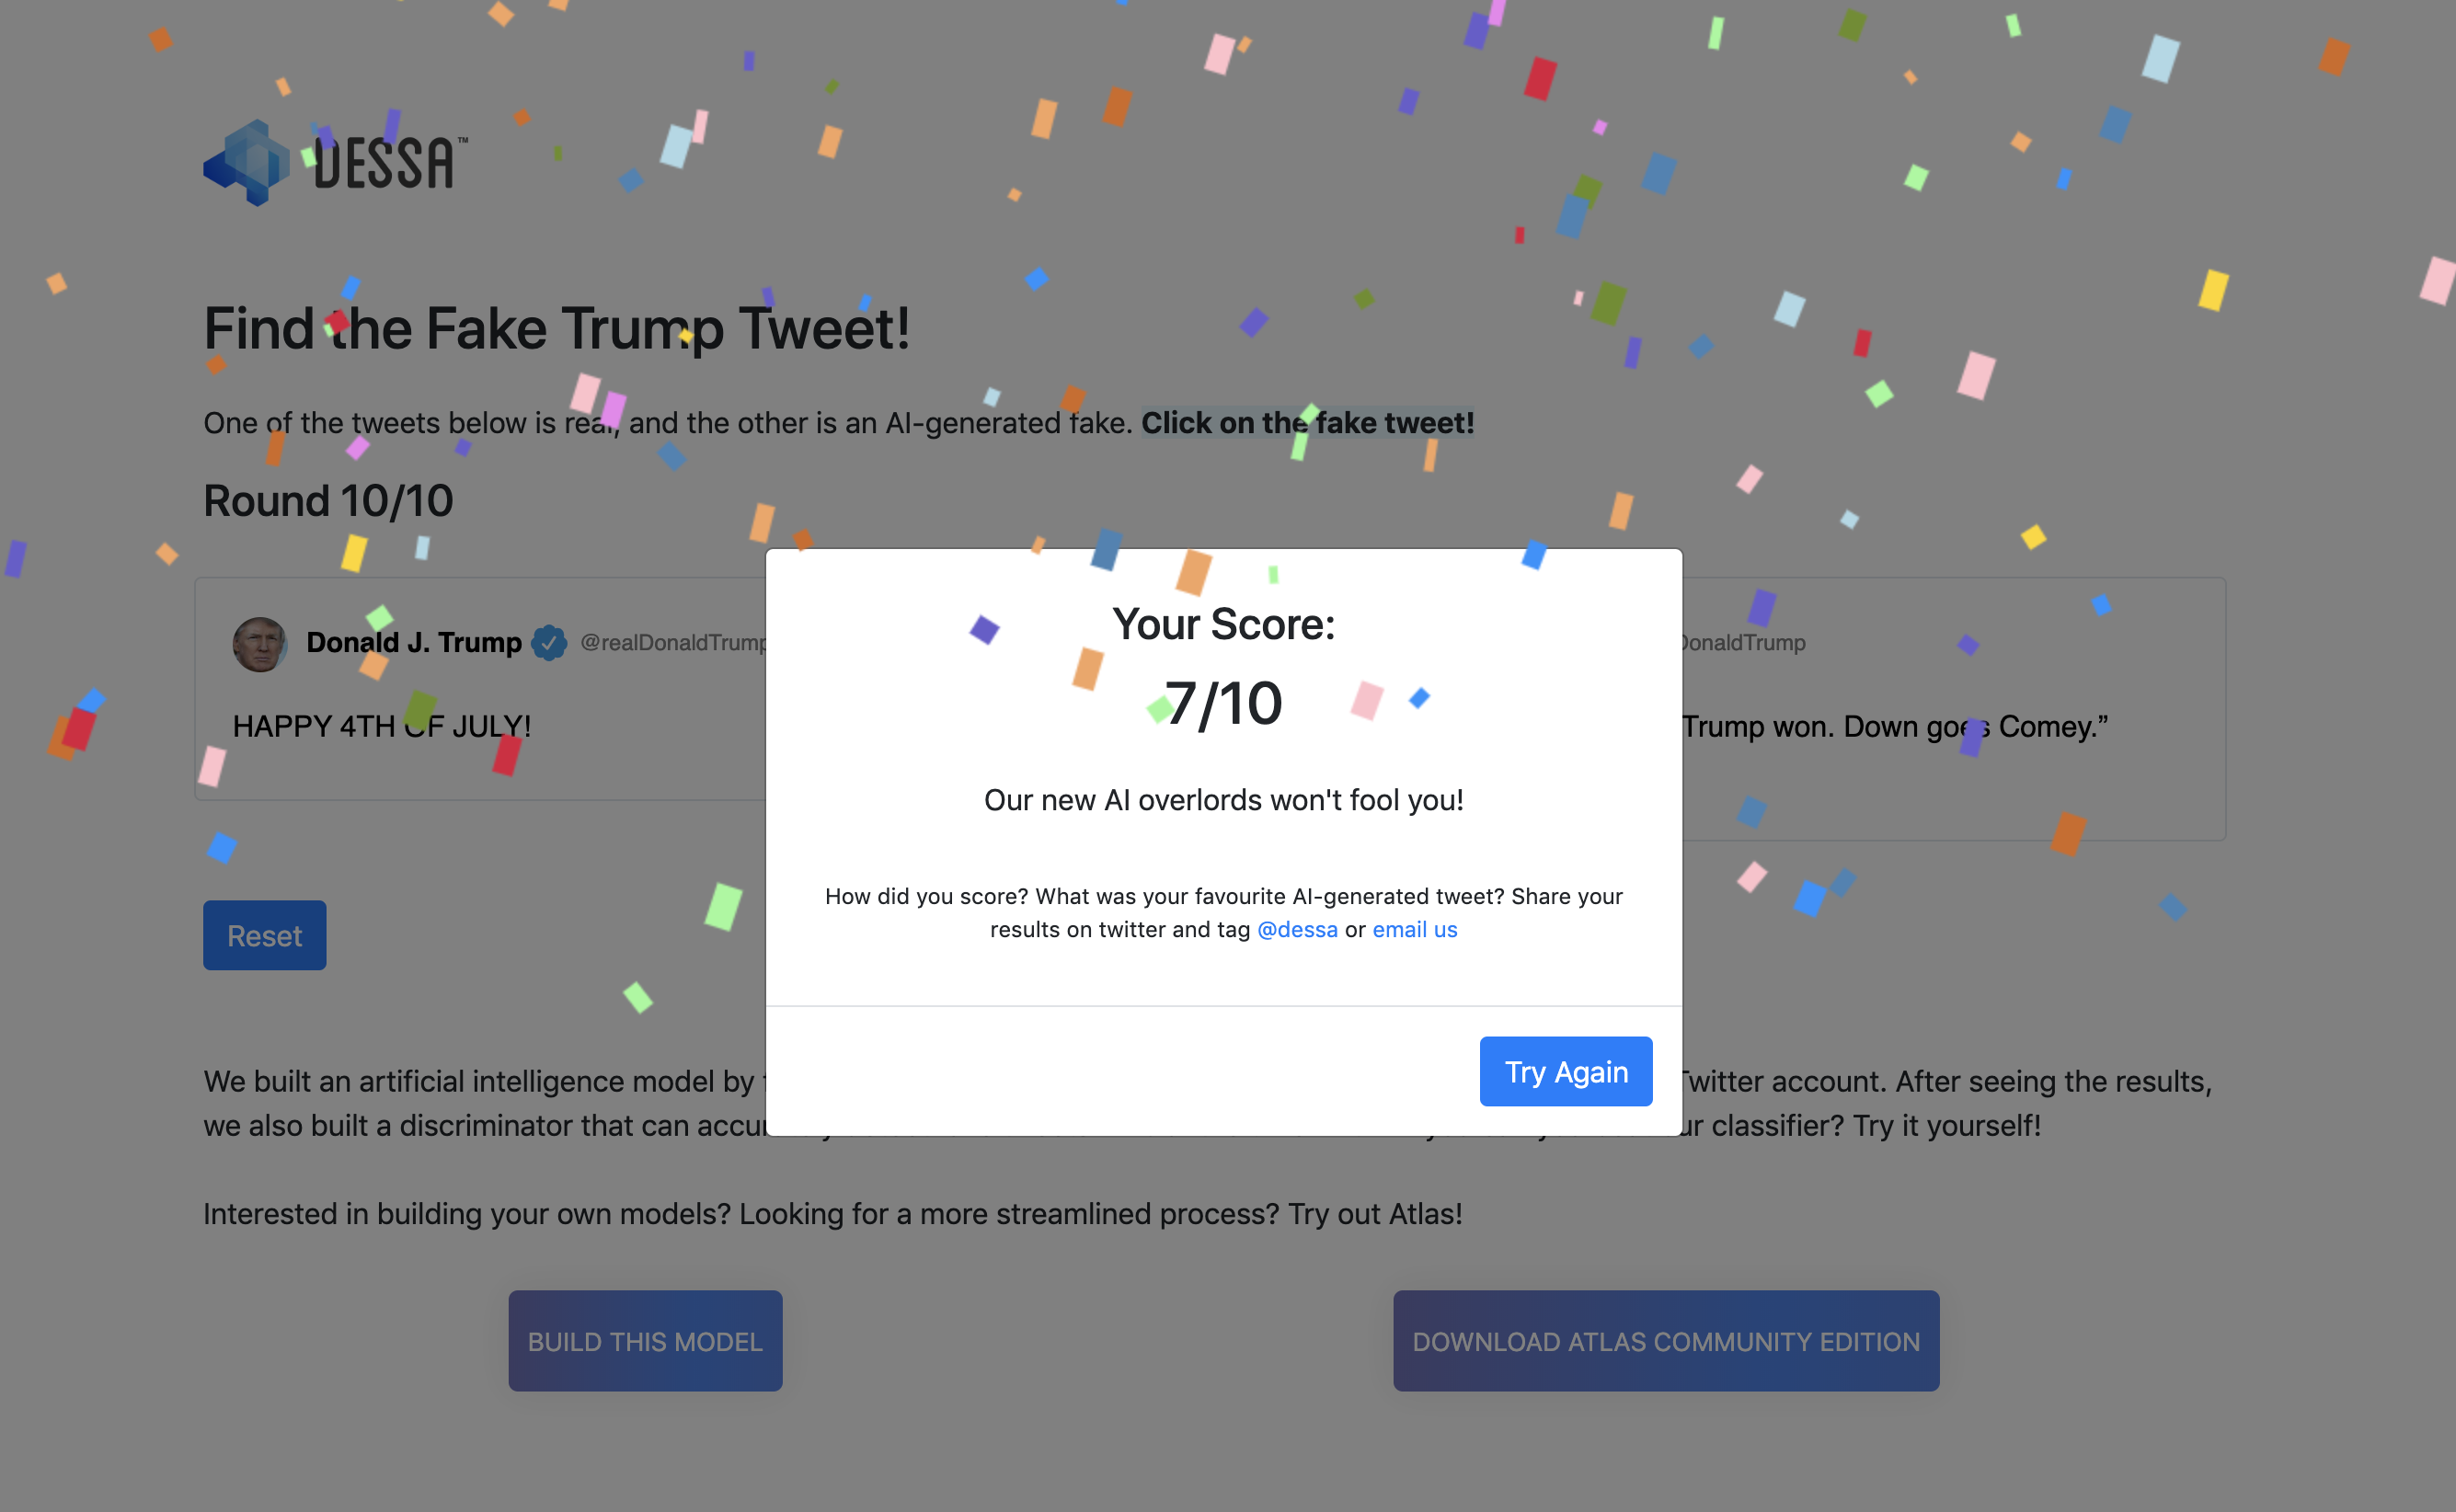 DESSA™
Find the Fake Trump Tweet!
One of the tweets below is real, and the other is an AI-generated fake. Click on the fake tweet!
Round 10/10
Donald J. Trump @realDonaldTrump
HAPPY 4TH OF JULY!
DonaldTrump
Trump won. Down goes Comey.”
Your Score:
7/10
Our new AI overlords won't fool you!
How did you score? What was your favourite AI-generated tweet? Share your
results on twitter and tag @dessa or email us
Try Again
Reset
We built an artificial intelligence model by Twitter account. After seeing the results,
we also built a discriminator that can classifier? Try it yourself!
Interested in building your own models? Looking for a more streamlined process? Try out Atlas!
BUILD THIS MODEL
DOWNLOAD ATLAS COMMUNITY EDITION